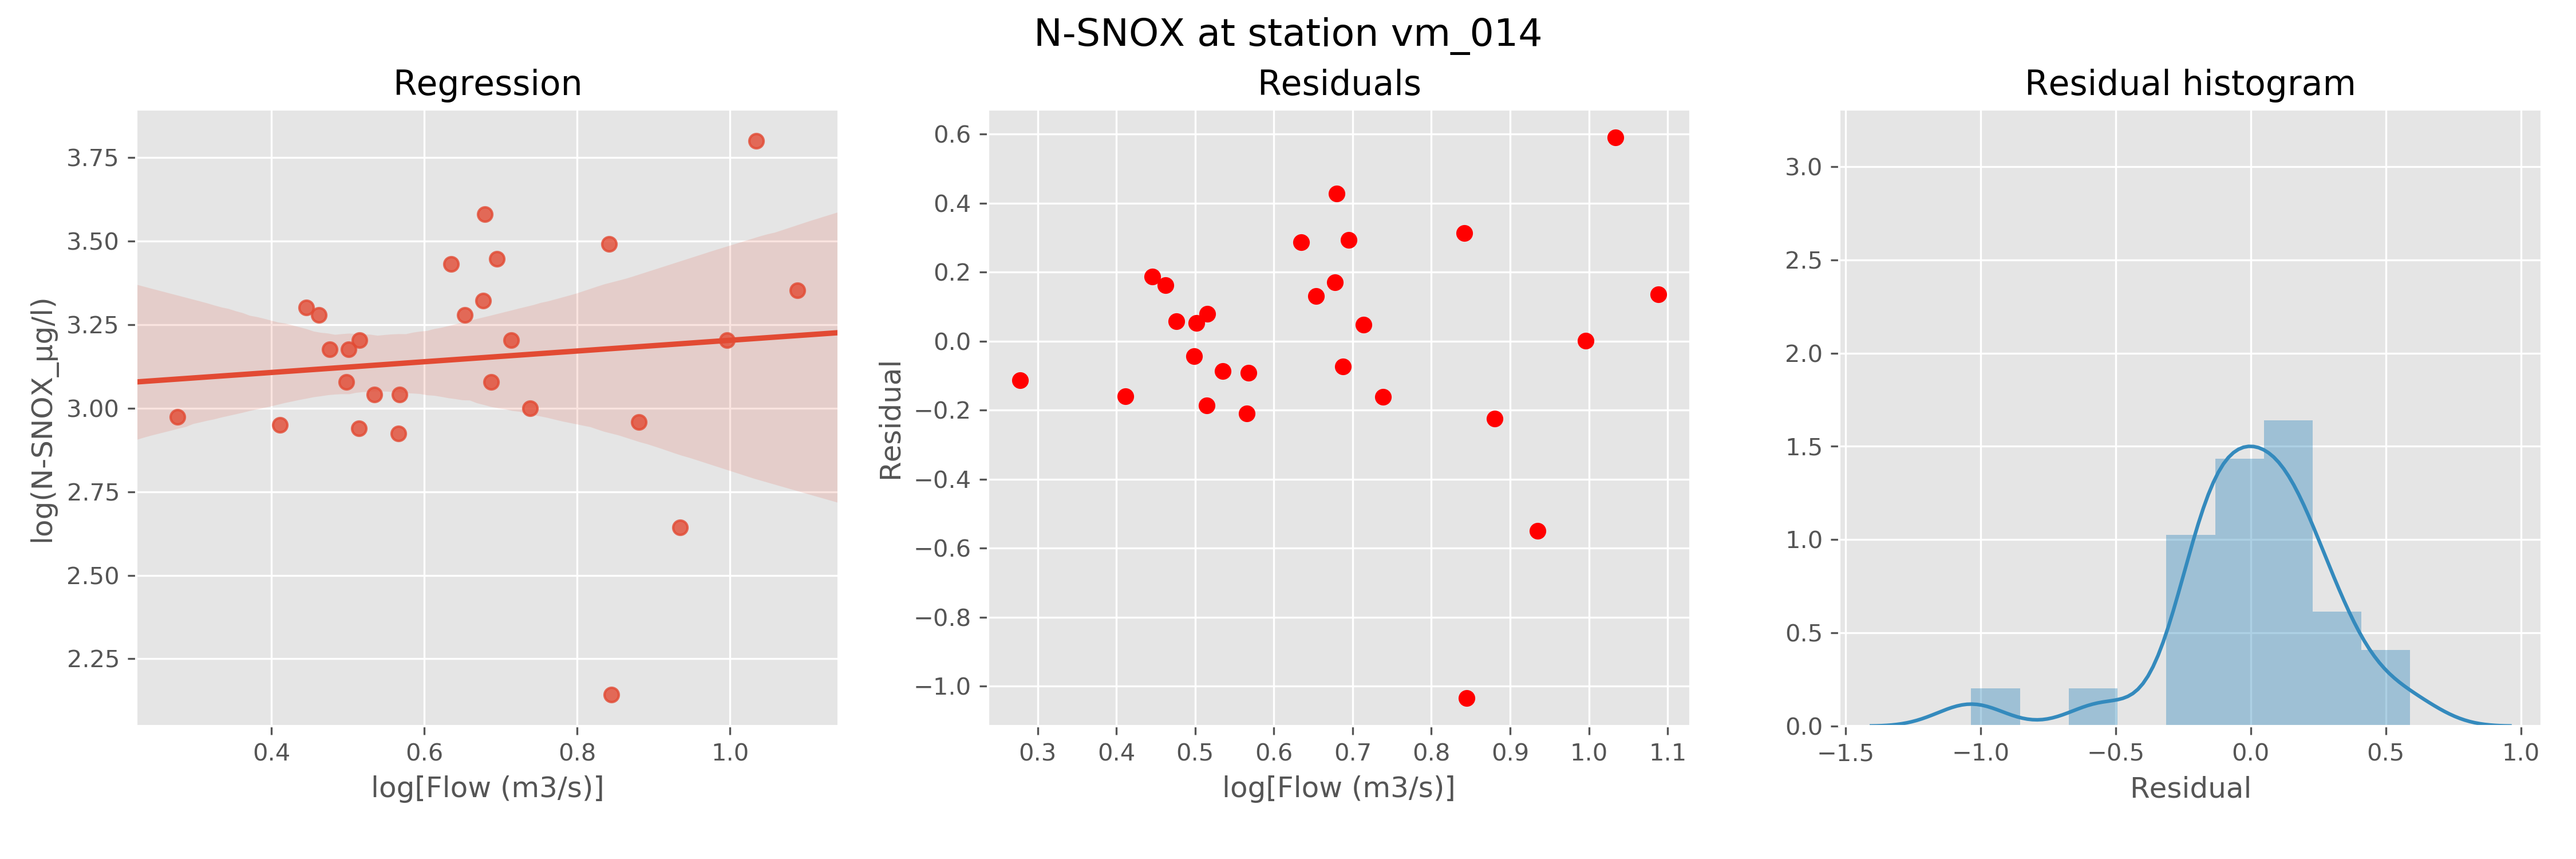 N-SNOX at station vm_014
Regression
3.75
3.50
3.25
3.00
2.75
2.50
2.25
log(N-SNOX_µg/l)
0.4 0.6 0.8 1.0
log[Flow (m3/s)]
Residuals
0.6
0.4
0.2
0.0
−0.2
−0.4
−0.6
−0.8
−1.0
Residual
0.3 0.4 0.5 0.6 0.7 0.8 0.9 1.0 1.1
log[Flow (m3/s)]
Residual histogram
3.0
2.5
2.0
1.5
1.0
0.5
0.0
−1.5 −1.0 −0.5 0.0 0.5 1.0
Residual